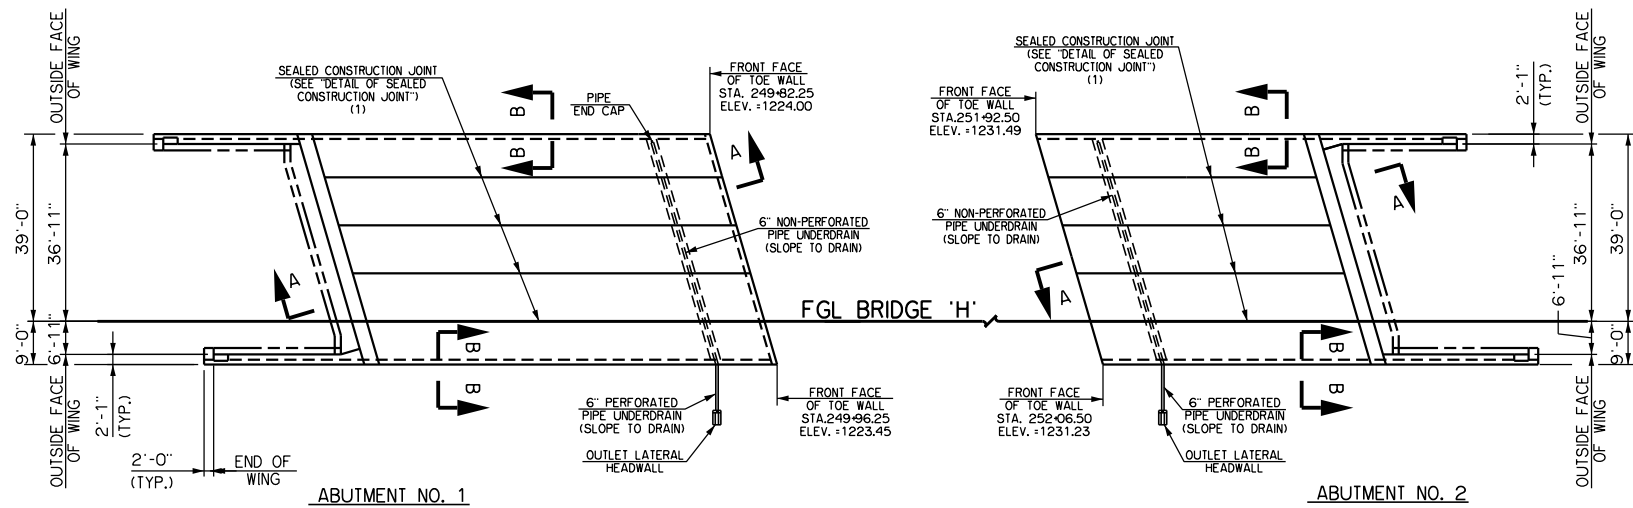 OUTSIDE FACE
OF WING
SEALED CONSTRUCTION JOINT
(SEE "DETAIL OF SEALED
CONSTRUCTION JOINT")
(1)
B
B
PIPE
END CAP
FRONT FACE
OF TOE WALL
STA. 249+82.25
ELEV. =1224.00
A
6" NON-PERFORATED
PIPE UNDERDRAIN
(SLOPE TO DRAIN)
39'-0"
36'-11"
A
9'-0"
6'-11"
B
B
2'-1"
(TYP.)
OUTSIDE FACE
OF WING
2'-0"
(TYP.)
END OF
WING
6" PERFORATED
PIPE UNDERDRAIN
(SLOPE TO DRAIN)
OUTLET LATERAL
HEADWALL
FRONT FACE
OF TOE WALL
STA.249+96.25
ELEV. =1223.45
ABUTMENT NO. 1
FGL BRIDGE 'H'
SEALED CONSTRUCTION JOINT
(SEE "DETAIL OF SEALED
CONSTRUCTION JOINT")
(1)
FRONT FACE
OF TOE WALL
STA.251+92.50
ELEV. =1231.49
B
B
2'-1"
(TYP.)
OUTSIDE FACE
OF WING
6" NON-PERFORATED
PIPE UNDERDRAIN
(SLOPE TO DRAIN)
A
A
36'-11"
39'-0"
6'-11"
9'-0"
B
B
FRONT FACE
OF TOE WALL
STA. 252+06.50
ELEV. =1231.23
6" PERFORATED
PIPE UNDERDRAIN
(SLOPE TO DRAIN)
OUTLET LATERAL
HEADWALL
OUTSIDE FACE
OF WING
ABUTMENT NO. 2